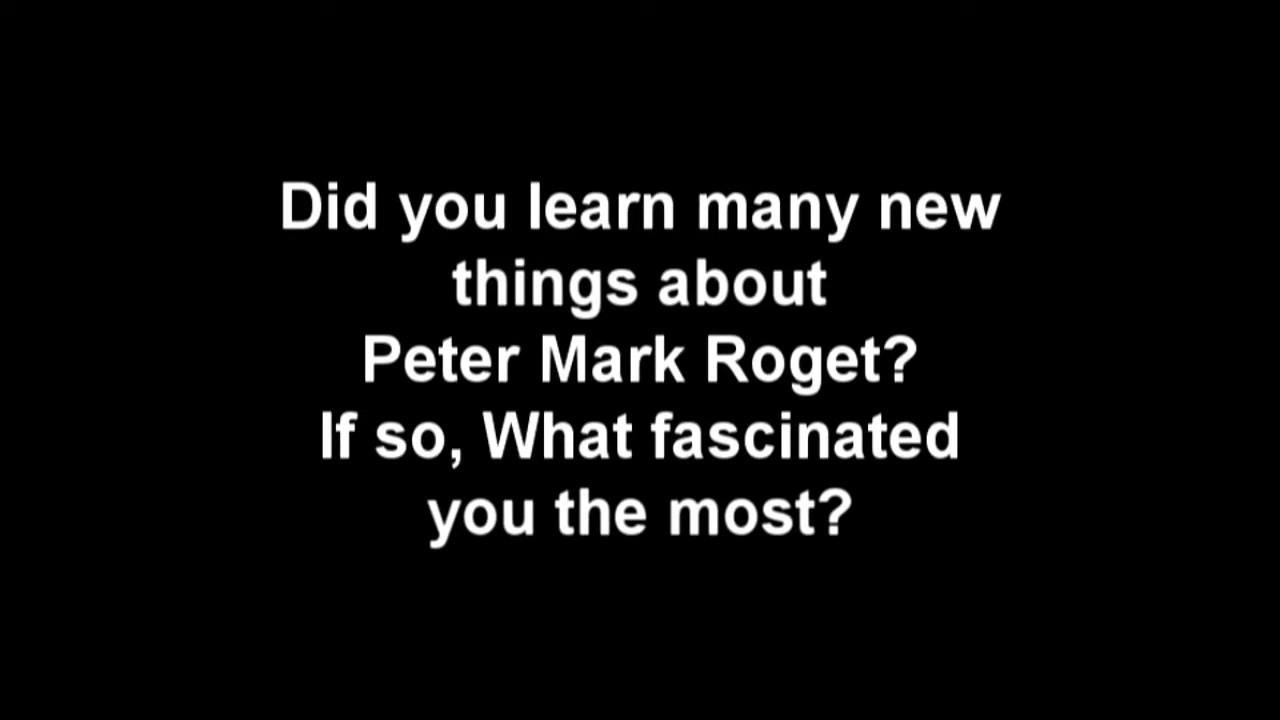 Did you learn many new
things about
Peter Mark Roget?
If so, What fascinated
you the most?